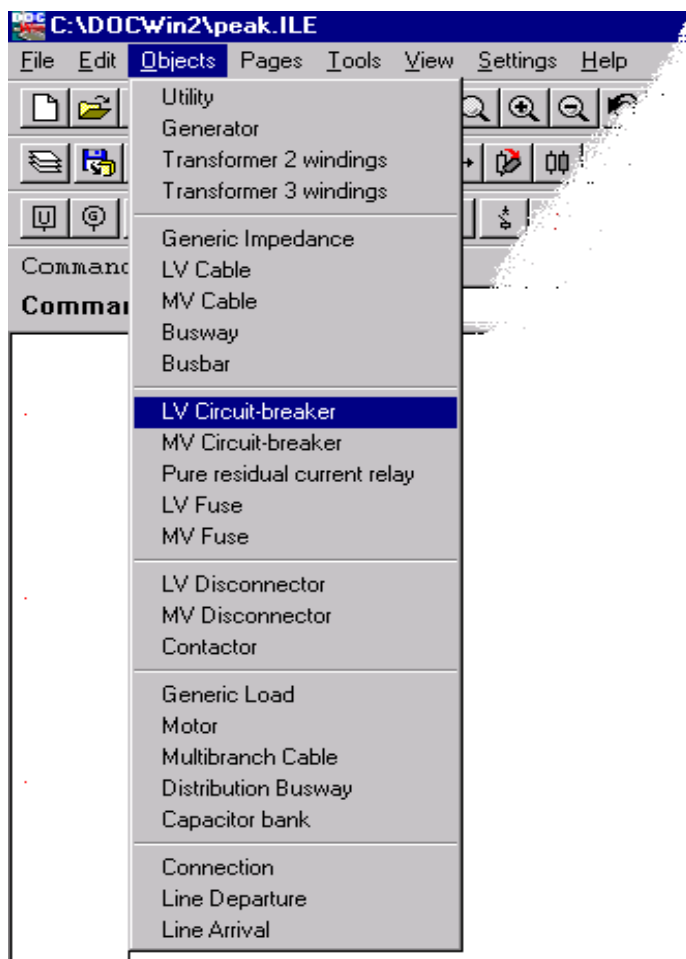 C:\DOCWin2\peak.ILE
File Edit Objects Pages Tools View Settings Help
Utility
Generator
Transformer 2 windings
Transformer 3 windings
Generic Impedance
LV Cable
MV Cable
Busway
Busbar
LV Circuit-breaker
MV Circuit-breaker
Pure residual current relay
LV Fuse
MV Fuse
LV Disconnector
MV Disconnector
Contactor
Generic Load
Motor
Multibranch Cable
Distribution Busway
Capacitor bank
Connection
Line Departure
Line Arrival
U G
Command